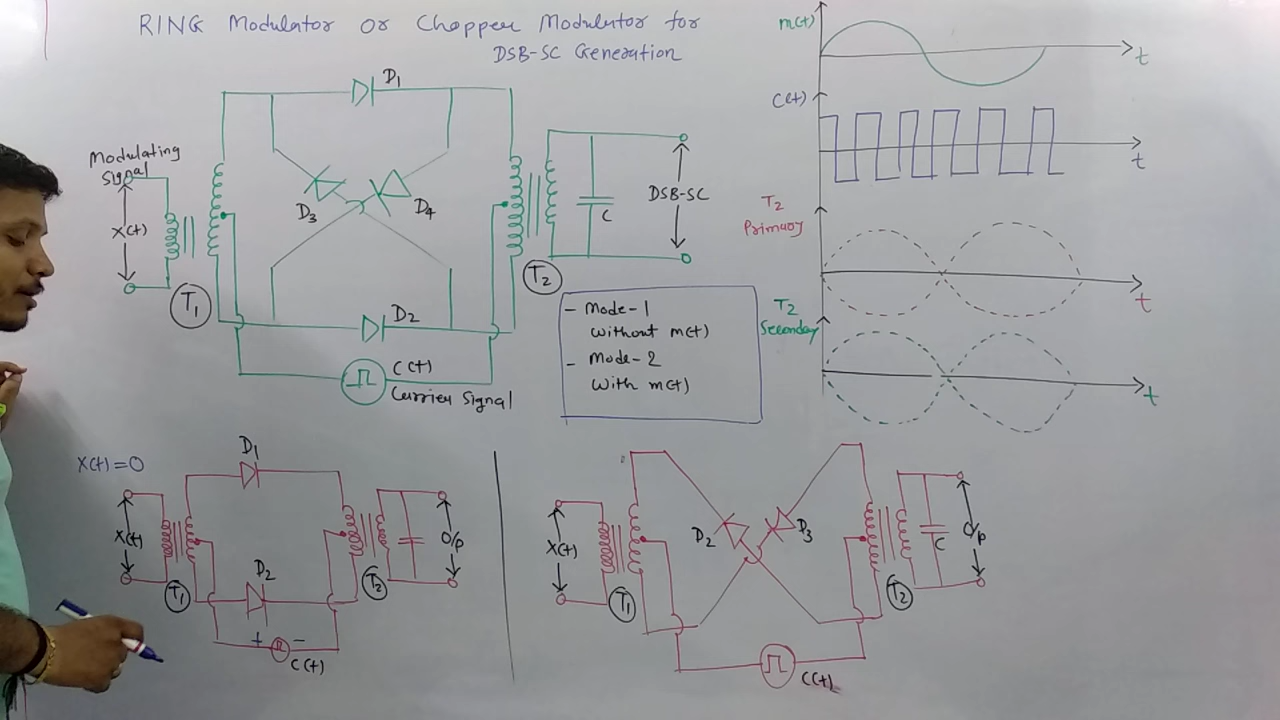 RING Modulator or Chopper Modulator for
DSB-SC Generation
D1
Modulating
Signal
X(t)
T1
D3
D4
D2
C(t)
Carrier Signal
T2
C
DSB-SC
- Mode-1
without m(t)
- Mode-2
with m(t)
m(t)
t
C(t)
t
T2
Primary
t
T2
Secondary
t
X(t)=0
D1
X(t)
T1
D2
T2
O/p
+ -
C(t)
X(t)
T1
D2
D3
T2
C
O/p
C(t)